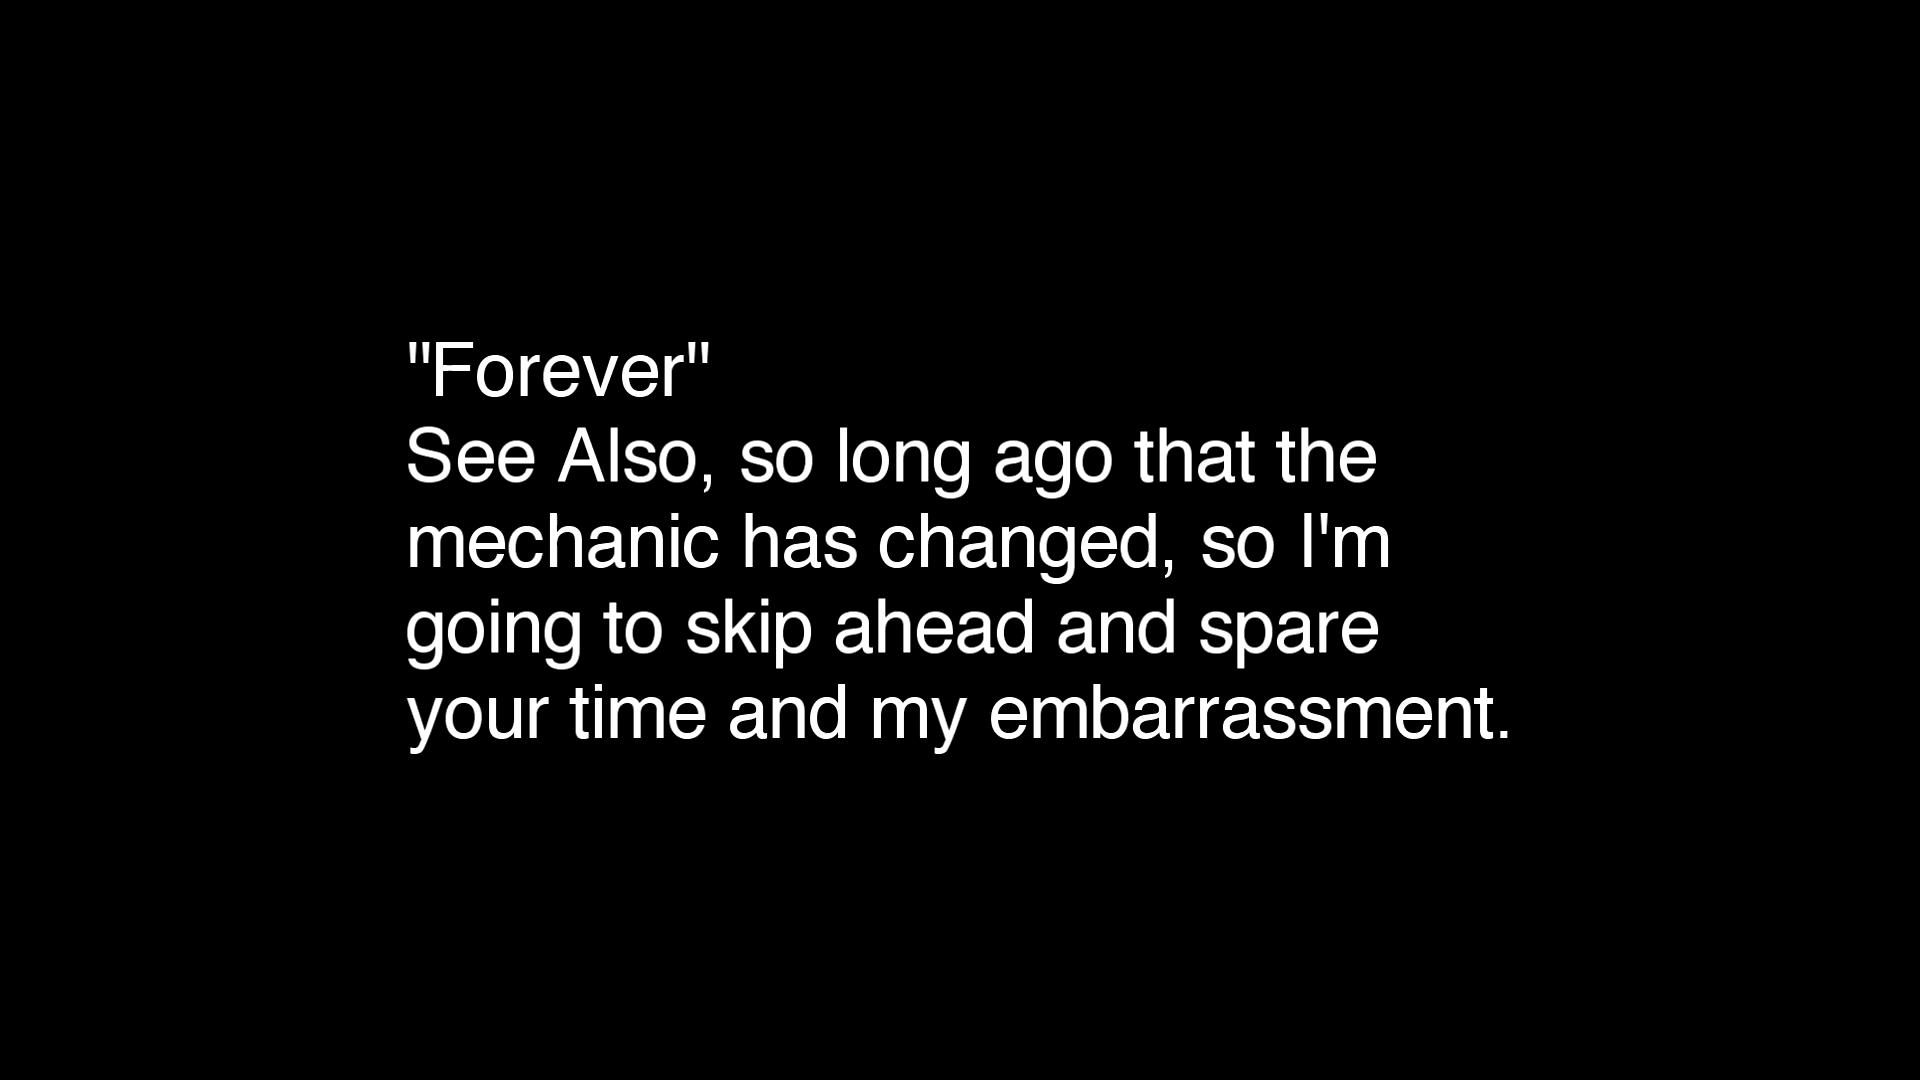 "Forever"
See Also, so long ago that the
mechanic has changed, so I'm
going to skip ahead and spare
your time and my embarrassment.